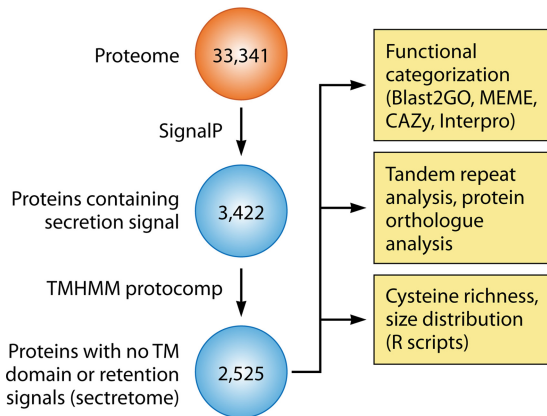 Proteome
33,341
SignalP
Proteins containing
secretion signal
3,422
TMHMM protocomp
Proteins with no TM
domain or retention
signals (sectretome)
2,525
Functional
categorization
(Blast2GO, MEME,
CAZy, Interpro)
Tandem repeat
analysis, protein
orthologue
analysis
Cysteine richness,
size distribution
(R scripts)